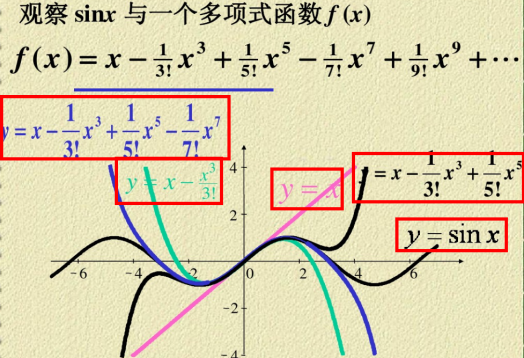 观察 sinx 与一个多项式函数 f (x)
f (x) = x − 1/3! x³ + 1/5! x⁵ − 1/7! x⁷ + 1/9! x⁹ + ⋯
y = x − 1/3! x³ + 1/5! x⁵ − 1/7! x⁷
y = x − x³/3!
y = x
= x − 1/3! x³ + 1/5! x⁵
y = sin x
4
2
−6 −4 −2 0 2 4 6
−2
−4